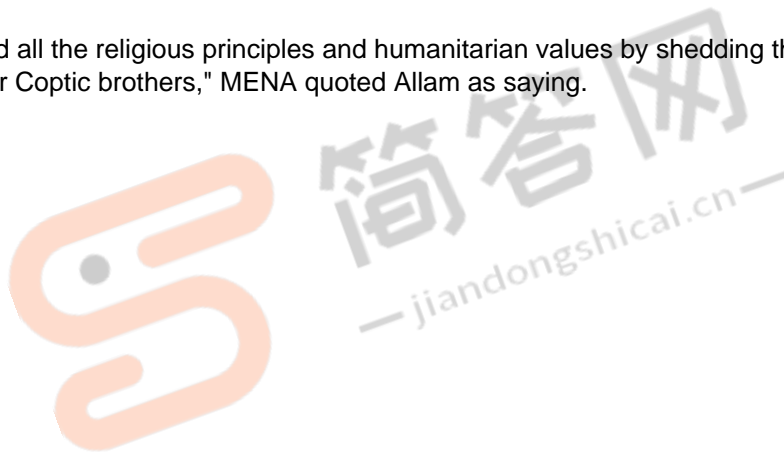 d all the religious principles and humanitarian values by shedding th
r Coptic brothers," MENA quoted Allam as saying.
简答网
jiandongshicai.cn